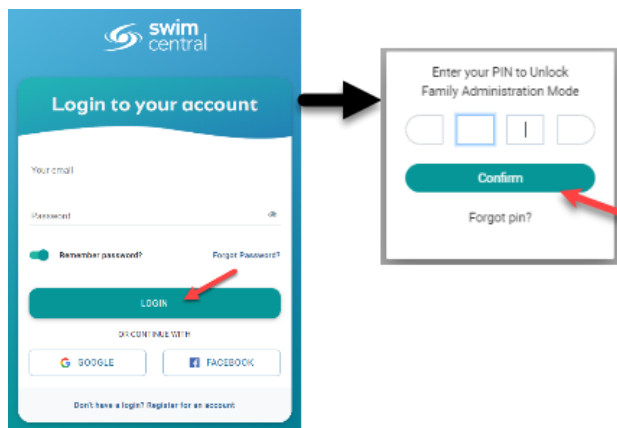 swim
central
Login to your account
Your email
Password
Remember password?
Forgot Password?
LOGIN
OR CONTINUE WITH
GOOGLE
FACEBOOK
Don't have a login? Register for an account
Enter your PIN to Unlock
Family Administration Mode
Confirm
Forgot pin?